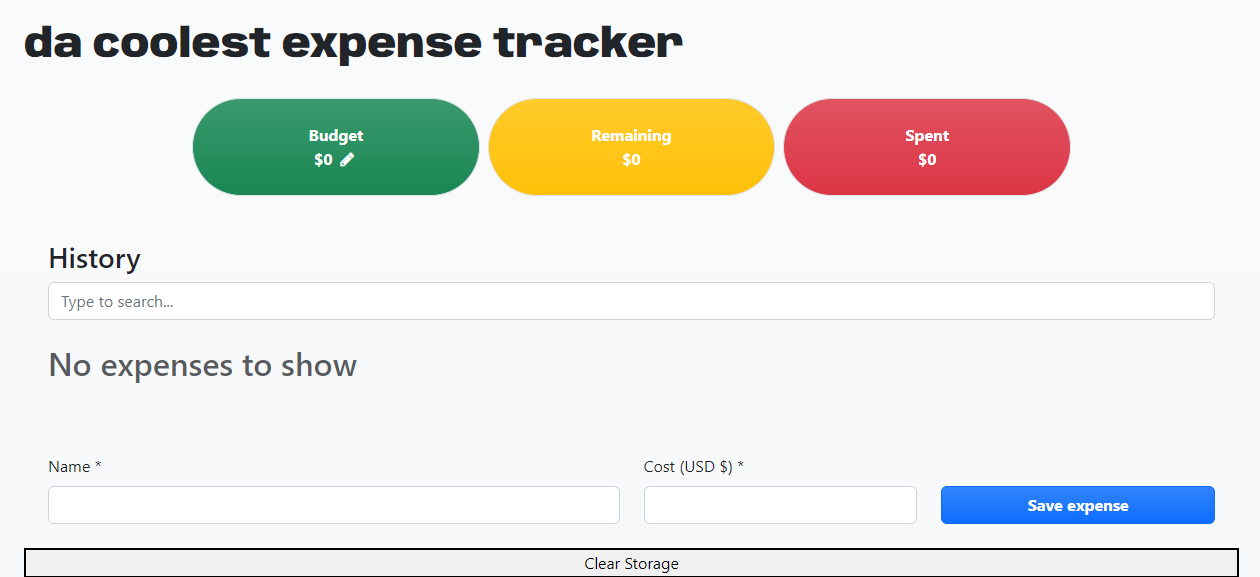 da coolest expense tracker
Budget
$0
Remaining
$0
Spent
$0
History
Type to search...
No expenses to show
Name *
Cost (USD $) *
Save expense
Clear Storage